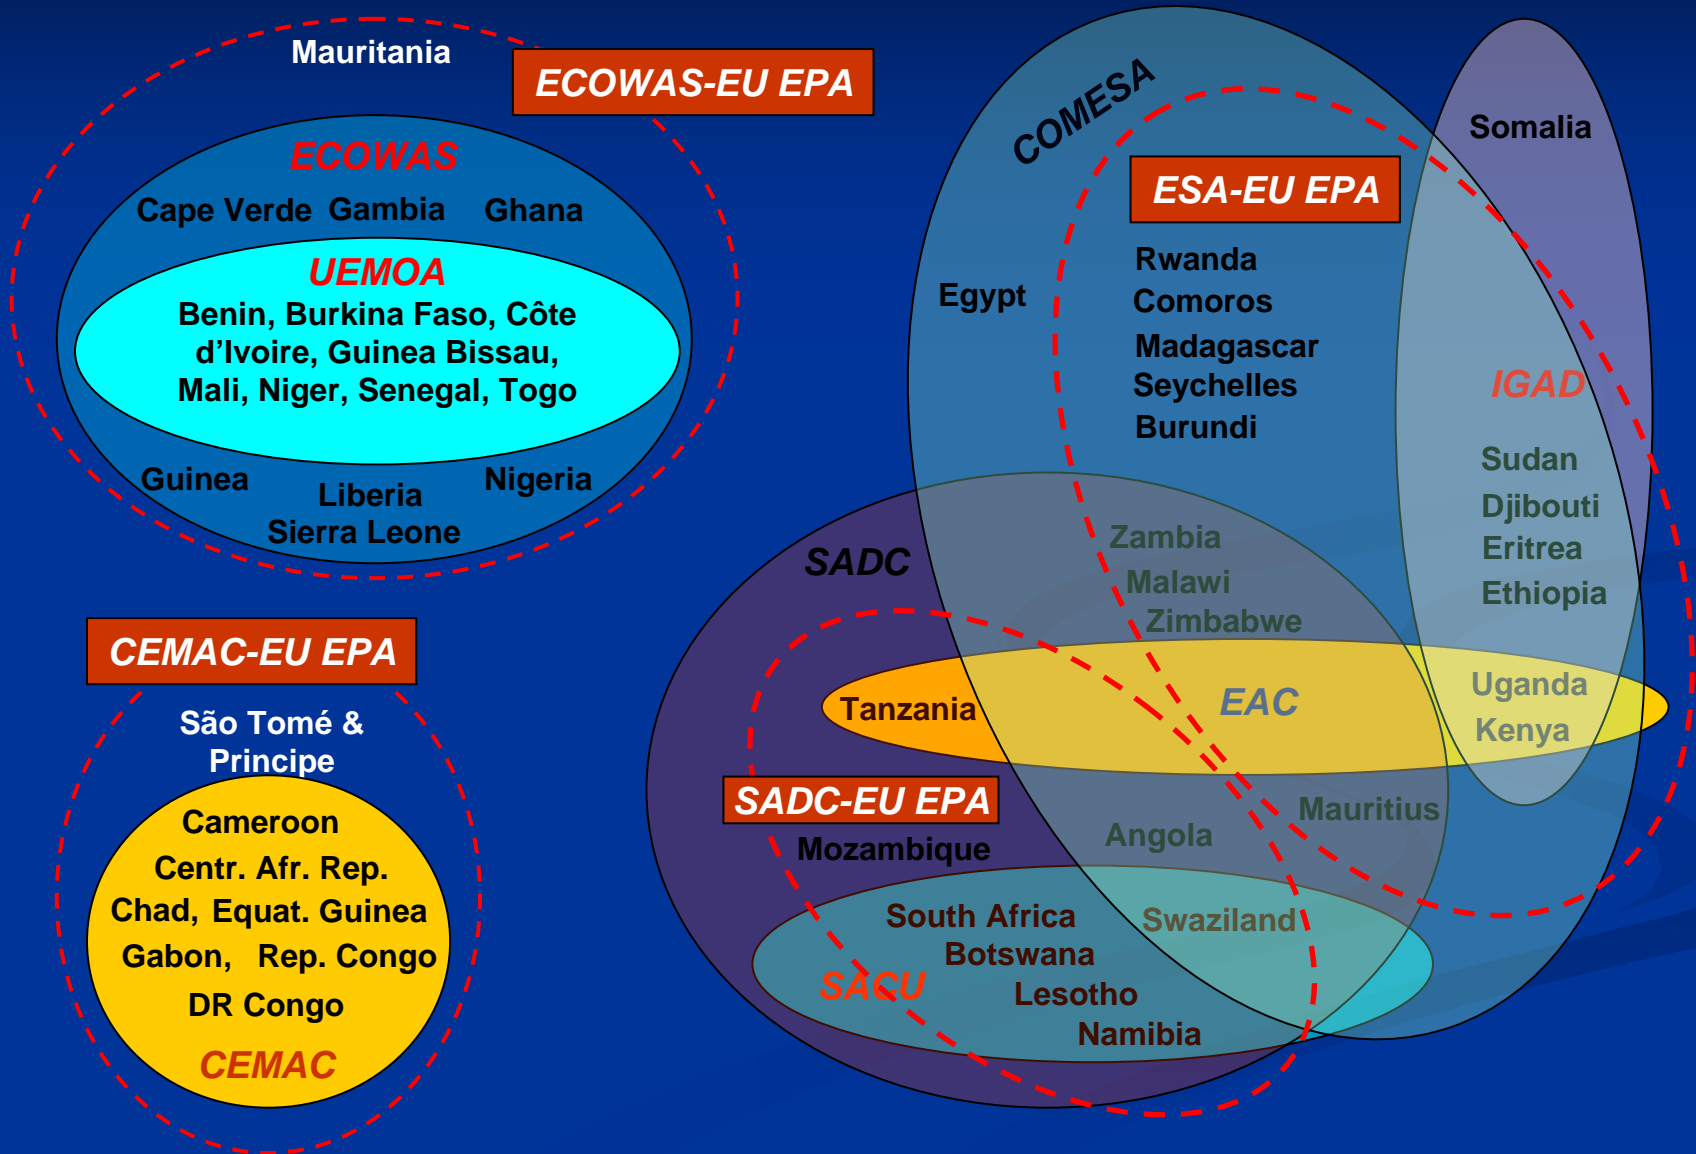 Mauritania
ECOWAS-EU EPA
ECOWAS
Cape Verde Gambia Ghana
UEMOA
Benin, Burkina Faso, Côte
d’Ivoire, Guinea Bissau,
Mali, Niger, Senegal, Togo
Guinea
Liberia
Nigeria
Sierra Leone
CEMAC-EU EPA
São Tomé &
Principe
Cameroon
Centr. Afr. Rep.
Chad, Equat. Guinea
Gabon, Rep. Congo
DR Congo
CEMAC
COMESA
Somalia
ESA-EU EPA
Egypt
Rwanda
Comoros
Madagascar
Seychelles
Burundi
IGAD
Sudan
Djibouti
Eritrea
Ethiopia
SADC
Zambia
Malawi
Zimbabwe
Tanzania
EAC
Uganda
Kenya
SADC-EU EPA
Mozambique
Angola
Mauritius
South Africa
Swaziland
Botswana
SACU
Lesotho
Namibia